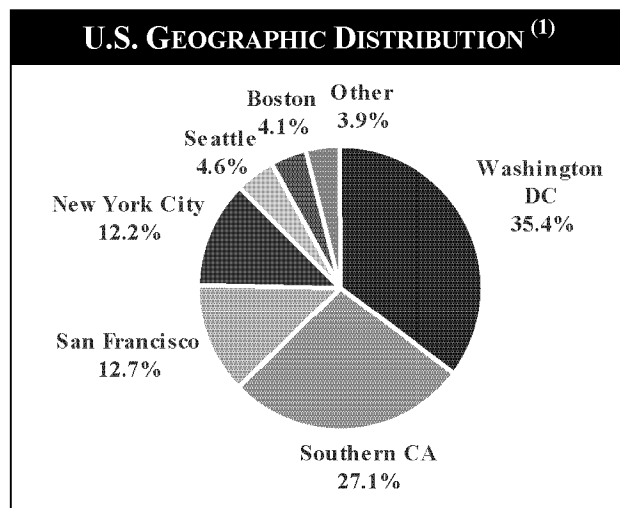 U.S. GEOGRAPHIC DISTRIBUTION (1)
Boston
4.1%
Other
3.9%
Seattle
4.6%
Washington
DC
35.4%
New York City
12.2%
San Francisco
12.7%
Southern CA
27.1%